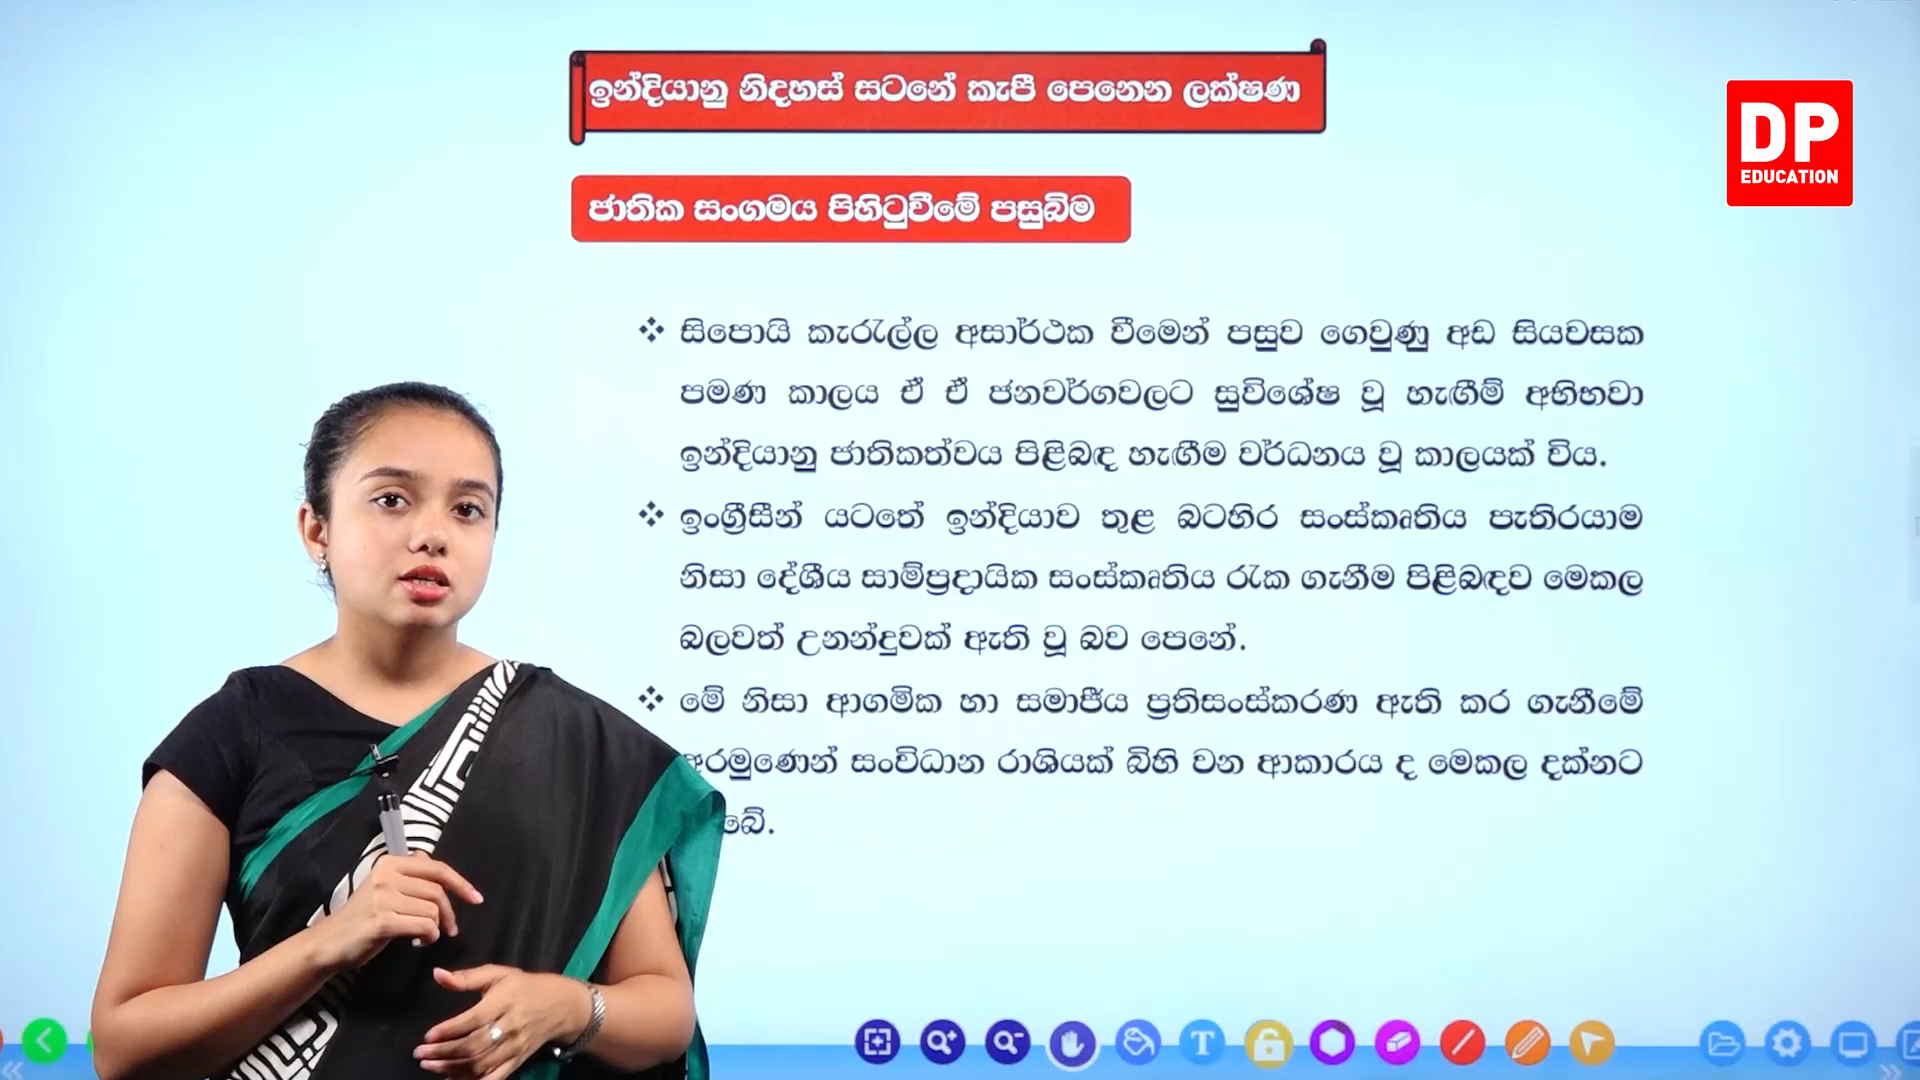 ඉන්දියානු නිදහස් සටනේ කැපී පෙනෙන ලක්ෂණ
DP
EDUCATION
ජාතික සංගමය පිහිටුවීමේ පසුබිම
❖ සිපොයි කැරැල්ල අසාර්ථක වීමෙන් පසුව ගෙවුණු අඩ සියවසක
පමණ කාලය ඒ ඒ ජනවර්ගවලට සුවිශේෂ වූ හැඟීම් අභිභවා
ඉන්දියානු ජාතිකත්වය පිළිබඳ හැඟීම වර්ධනය වූ කාලයක් විය.
❖ ඉංග්‍රීසීන් යටතේ ඉන්දියාව තුළ බටහිර සංස්කෘතිය පැතිරයාම
නිසා දේශීය සාම්ප්‍රදායික සංස්කෘතිය රැක ගැනීම පිළිබඳව මෙකල
බලවත් උනන්දුවක් ඇති වූ බව පෙනේ.
❖ මේ නිසා ආගමික හා සමාජීය ප්‍රතිසංස්කරණ ඇති කර ගැනීමේ
අරමුණෙන් සංවිධාන රාශියක් බිහි වන ආකාරය ද මෙකල දක්නට